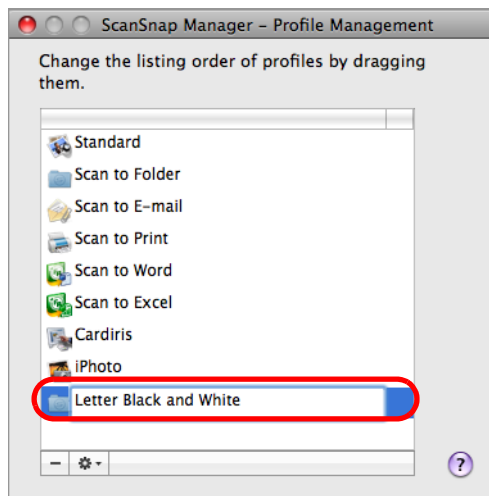 ScanSnap Manager – Profile Management
Change the listing order of profiles by dragging
them.
Standard
Scan to Folder
Scan to E–mail
Scan to Print
Scan to Word
Scan to Excel
Cardiris
iPhoto
Letter Black and White
?